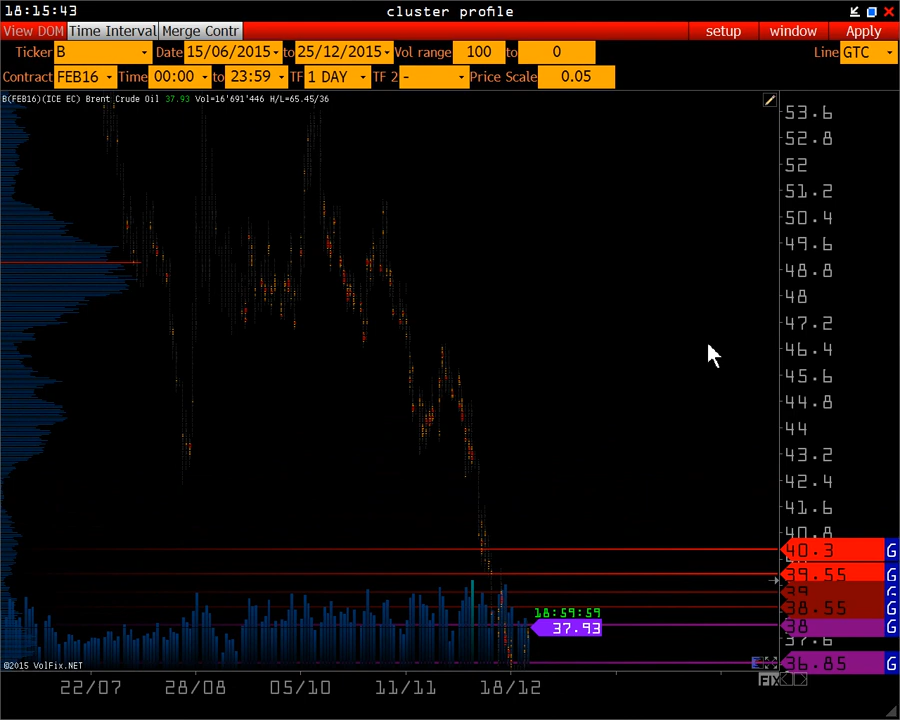 18:15:43 cluster profile
View DOM Time Interval Merge Contr setup window Apply
Ticker B Date 15/06/2015 to 25/12/2015 Vol range 100 to 0 Line GTC
Contract FEB16 Time 00:00 to 23:59 TF 1 DAY TF 2 - Price Scale 0.05
B(FEB16)(ICE EC) Brent Crude Oil 37.93 Vol=16'691'446 H/L=65.45/36
53.6
52.8
52
51.2
50.4
49.6
48.8
48
47.2
46.4
45.6
44.8
44
43.2
42.4
41.6
40.8
40.3 G
39.55 G
39
38.55 G
18:59:59
37.93
38 G
37.6
36.85 G
©2015 VolFix.NET
FIX
22/07 28/08 05/10 11/11 18/12